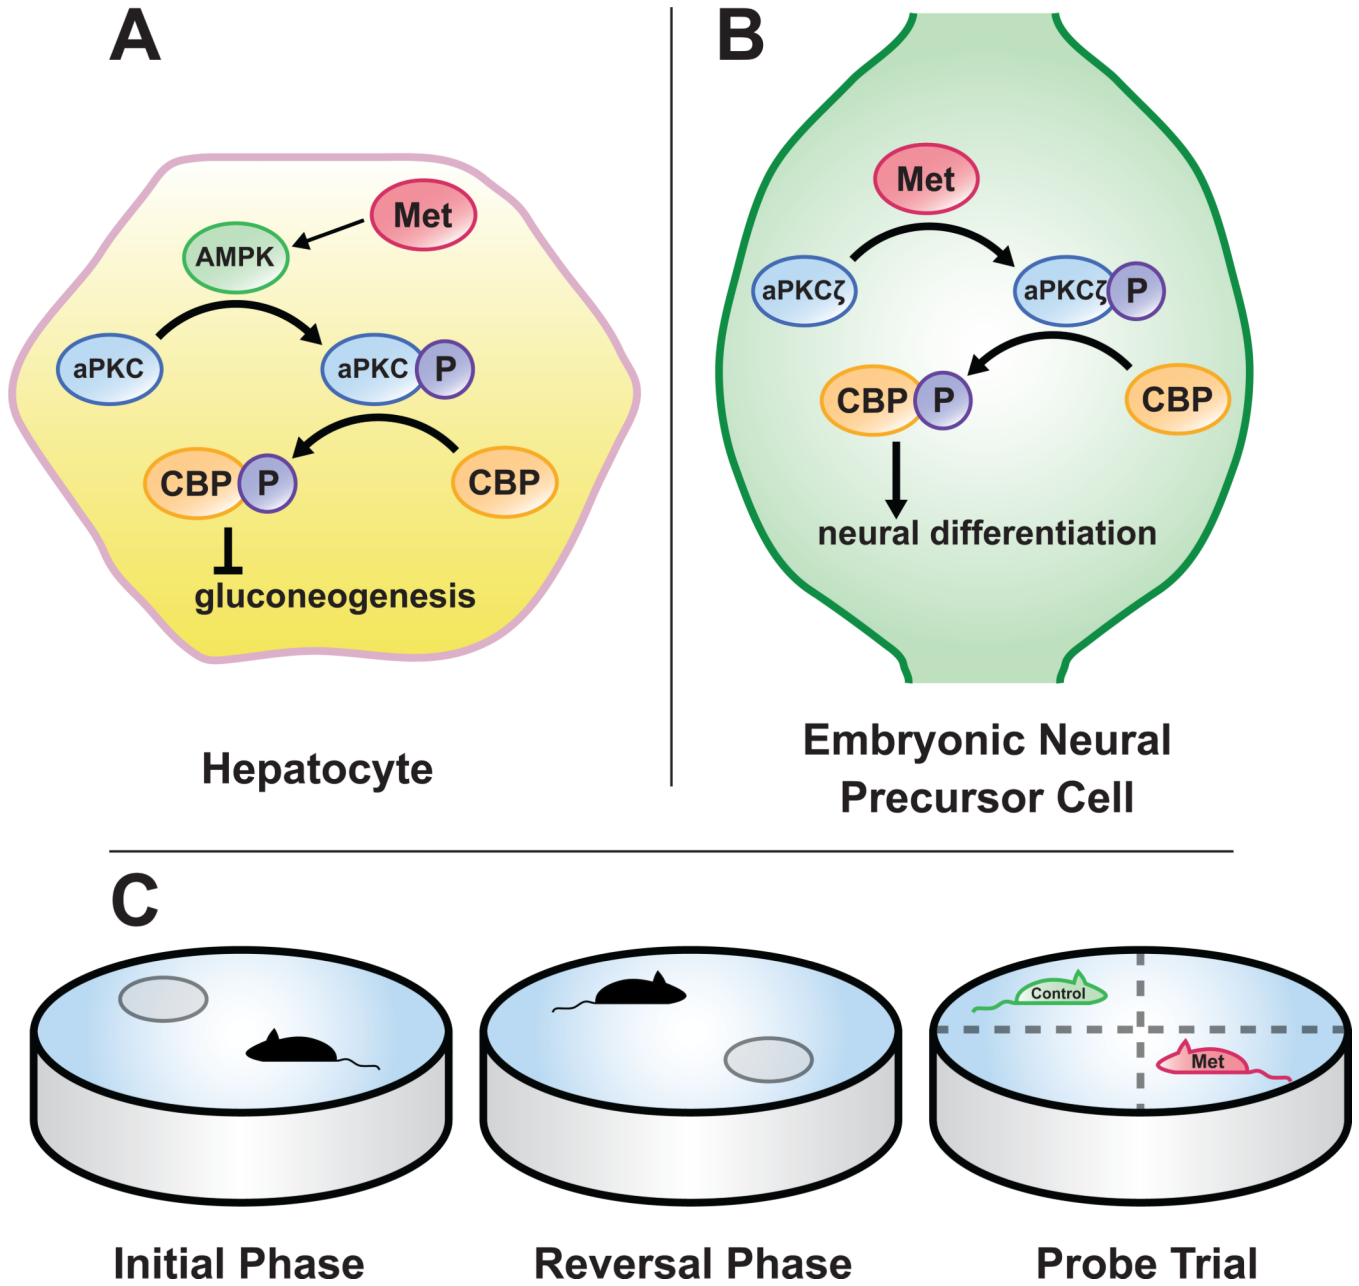 A
Met
AMPK
aPKC
aPKC P
CBP P
CBP
gluconeogenesis
Hepatocyte
B
Met
aPKCζ
aPKCζ P
CBP P
CBP
neural differentiation
Embryonic Neural
Precursor Cell
C
Control
Met
Initial Phase
Reversal Phase
Probe Trial